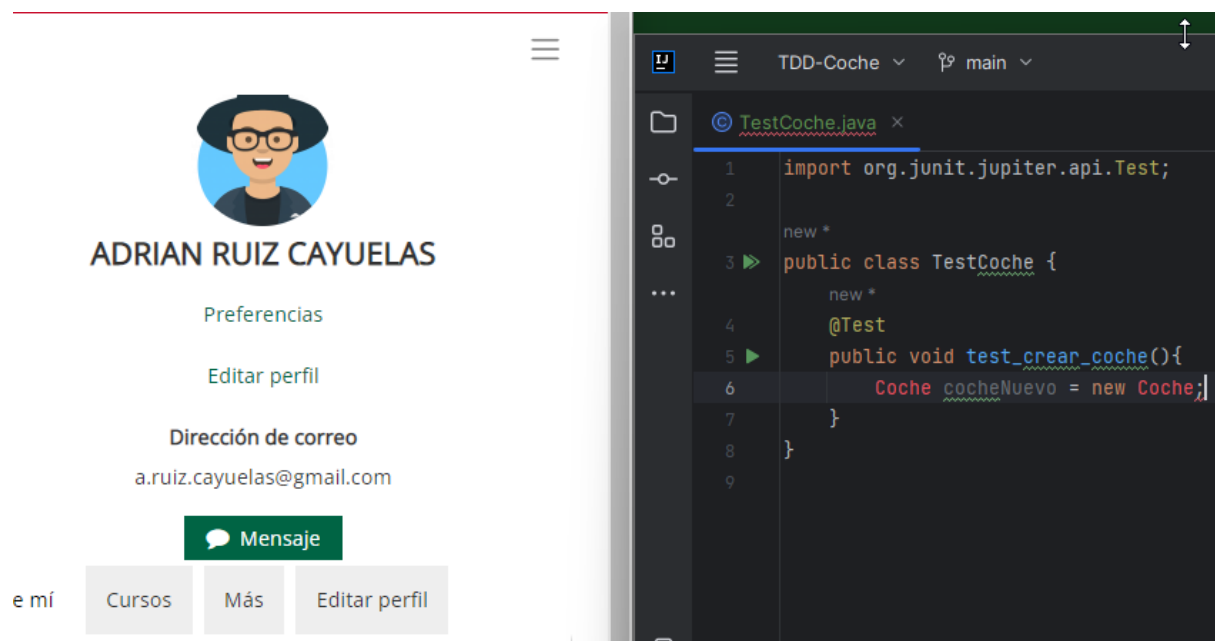 ADRIAN RUIZ CAYUELAS
Preferencias
Editar perfil
Dirección de correo
a.ruiz.cayuelas@gmail.com
Mensaje
e mí Cursos Más Editar perfil
IJ TDD-Coche main
TestCoche.java
1 import org.junit.jupiter.api.Test;
2
new *
3 public class TestCoche {
new *
4 @Test
5 public void test_crear_coche(){
6 Coche cocheNuevo = new Coche;
7 }
8 }
9